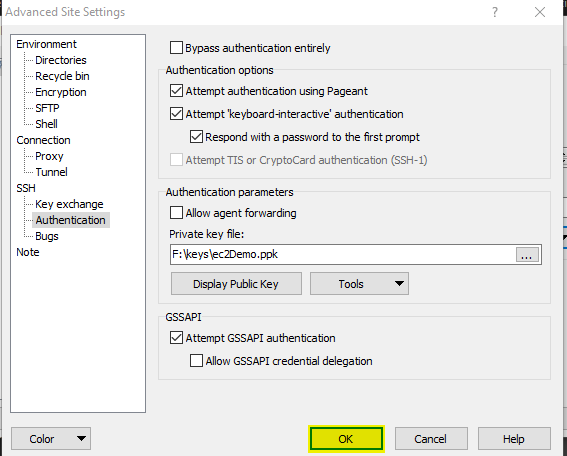 Advanced Site Settings
?
Environment
Directories
Recycle bin
Encryption
SFTP
Shell
Connection
Proxy
Tunnel
SSH
Key exchange
Authentication
Bugs
Note
Bypass authentication entirely
Authentication options
Attempt authentication using Pageant
Attempt 'keyboard-interactive' authentication
Respond with a password to the first prompt
Attempt TIS or CryptoCard authentication (SSH-1)
Authentication parameters
Allow agent forwarding
Private key file:
F:\keys\ec2Demo.ppk
...
Display Public Key
Tools
GSSAPI
Attempt GSSAPI authentication
Allow GSSAPI credential delegation
Color
OK
Cancel
Help